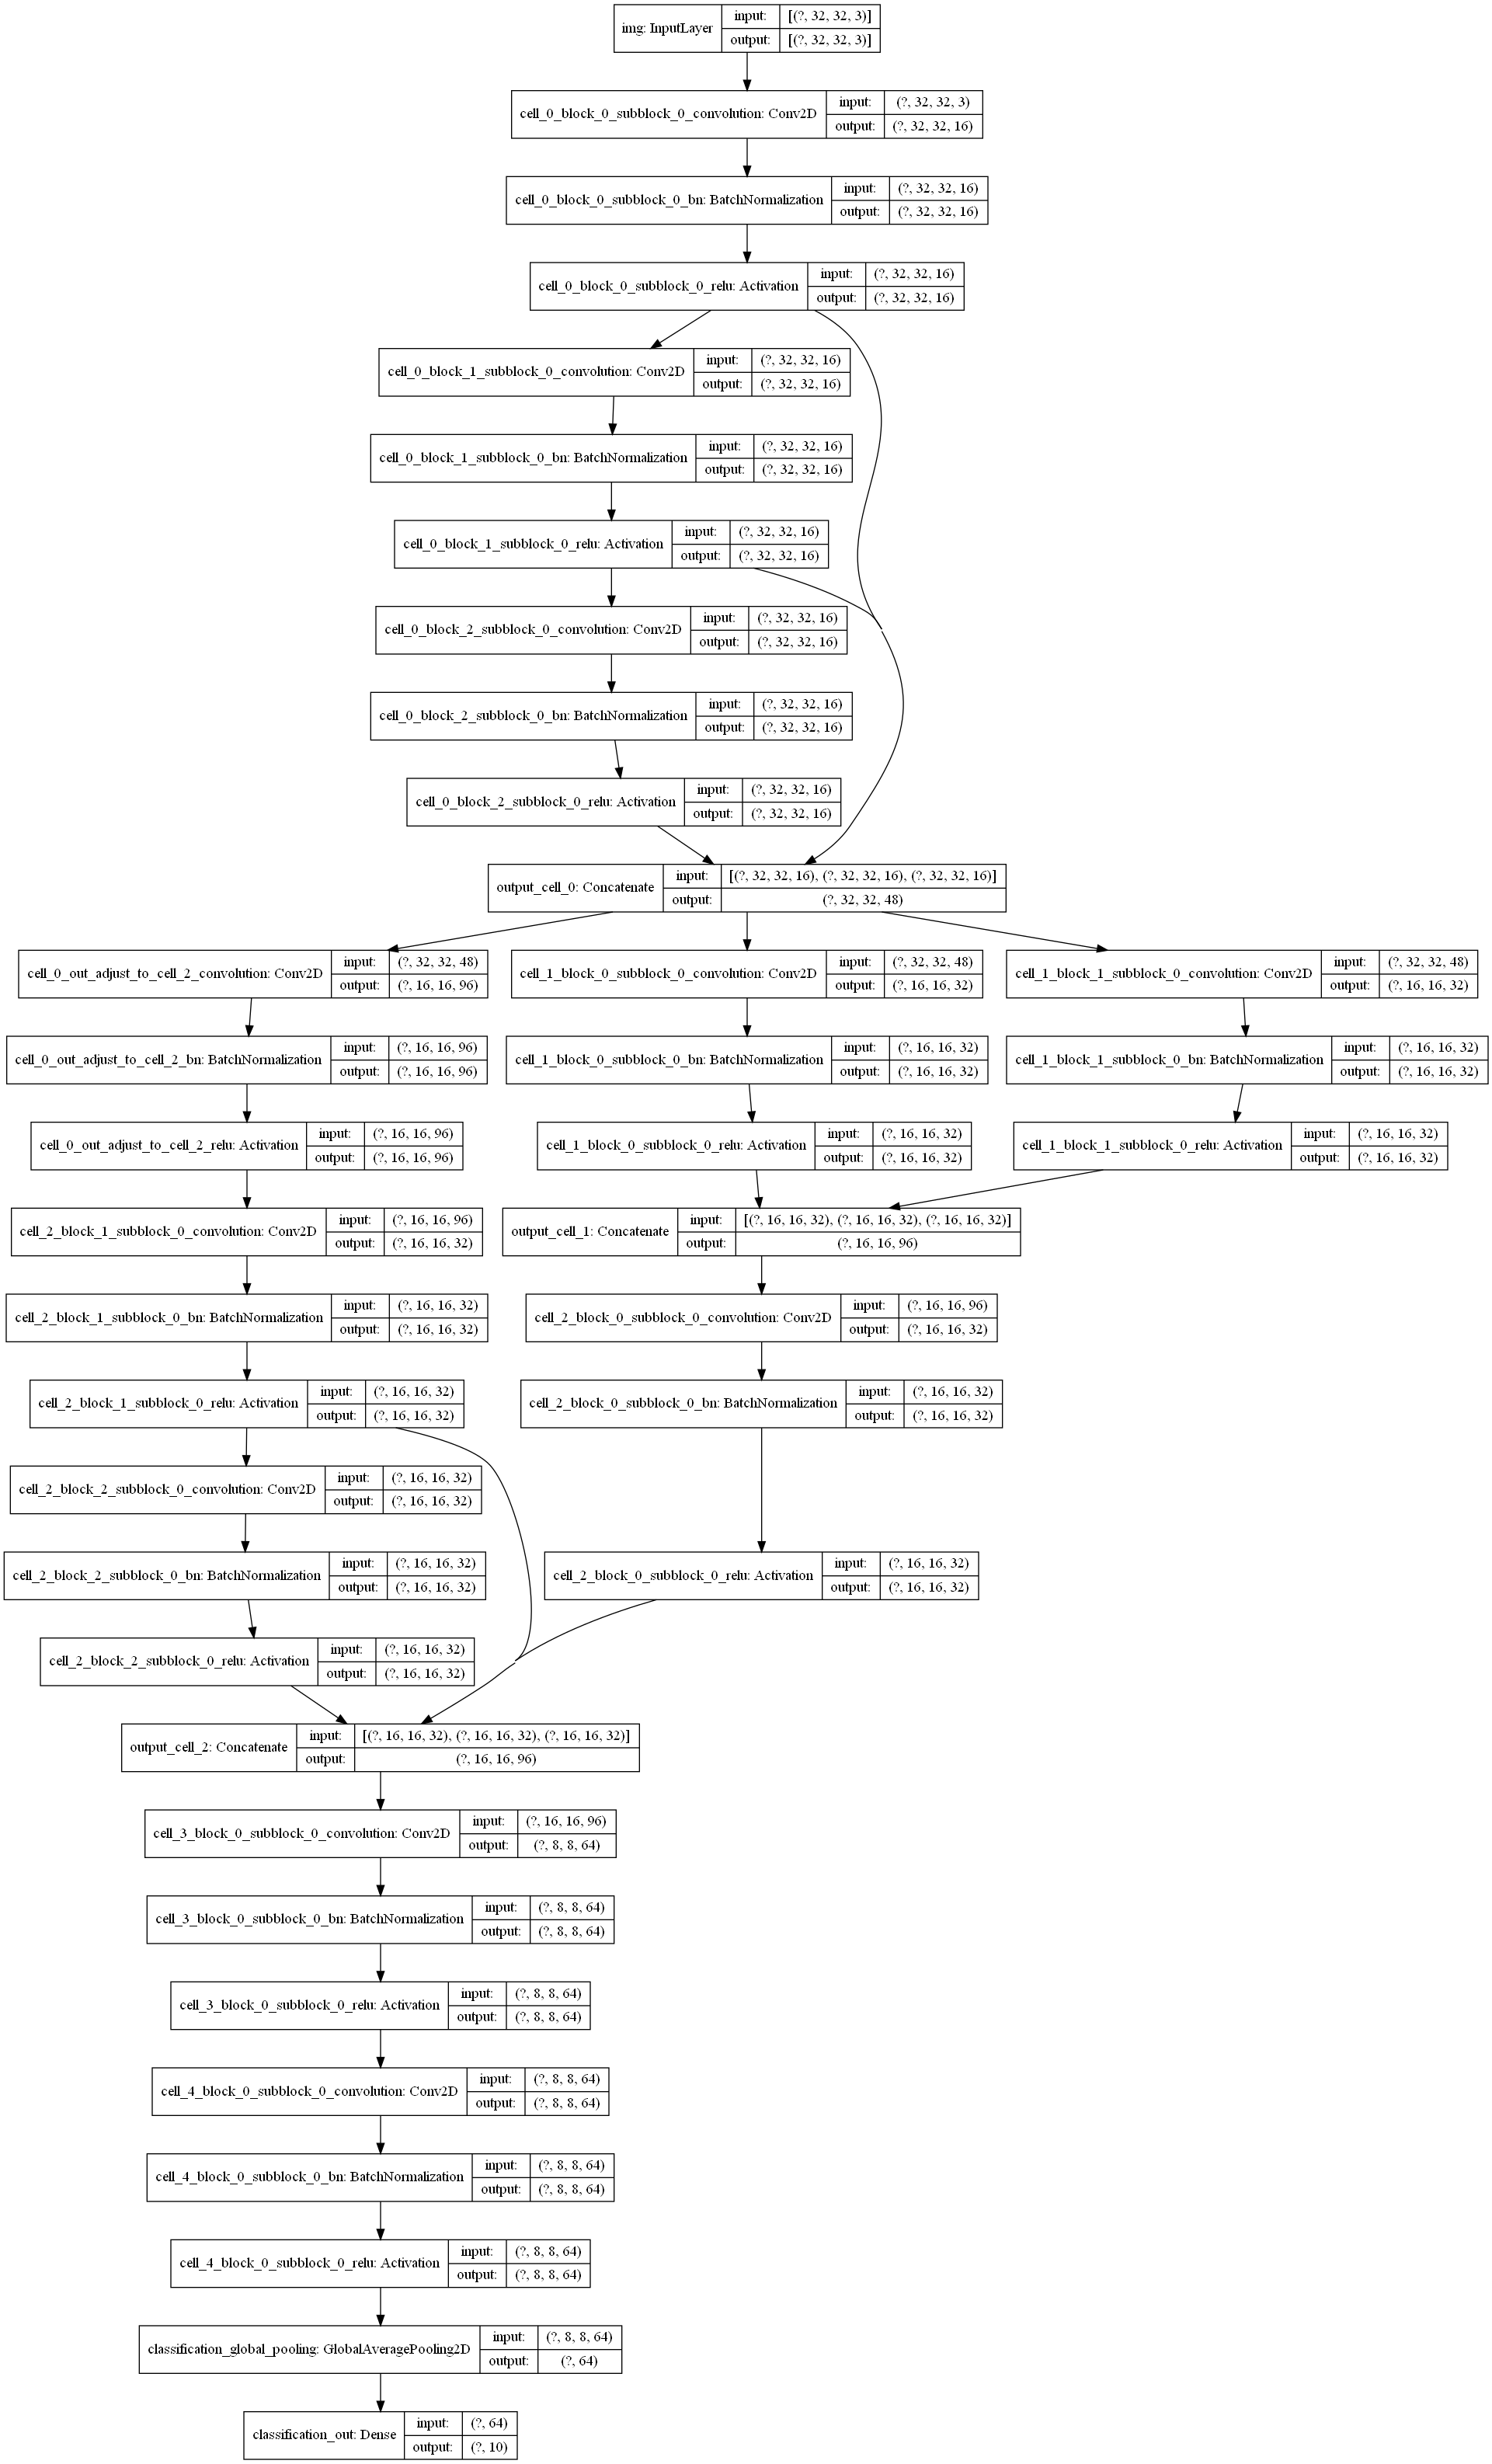 img: InputLayer
input: [(?, 32, 32, 3)]
output: [(?, 32, 32, 3)]
cell_0_block_0_subblock_0_convolution: Conv2D
input: (?, 32, 32, 3)
output: (?, 32, 32, 16)
cell_0_block_0_subblock_0_bn: BatchNormalization
input: (?, 32, 32, 16)
output: (?, 32, 32, 16)
cell_0_block_0_subblock_0_relu: Activation
input: (?, 32, 32, 16)
output: (?, 32, 32, 16)
cell_0_block_1_subblock_0_convolution: Conv2D
input: (?, 32, 32, 16)
output: (?, 32, 32, 16)
cell_0_block_1_subblock_0_bn: BatchNormalization
input: (?, 32, 32, 16)
output: (?, 32, 32, 16)
cell_0_block_1_subblock_0_relu: Activation
input: (?, 32, 32, 16)
output: (?, 32, 32, 16)
cell_0_block_2_subblock_0_convolution: Conv2D
input: (?, 32, 32, 16)
output: (?, 32, 32, 16)
cell_0_block_2_subblock_0_bn: BatchNormalization
input: (?, 32, 32, 16)
output: (?, 32, 32, 16)
cell_0_block_2_subblock_0_relu: Activation
input: (?, 32, 32, 16)
output: (?, 32, 32, 16)
output_cell_0: Concatenate
input: [(?, 32, 32, 16), (?, 32, 32, 16), (?, 32, 32, 16)]
output: (?, 32, 32, 48)
cell_0_out_adjust_to_cell_2_convolution: Conv2D
input: (?, 32, 32, 48)
output: (?, 16, 16, 96)
cell_1_block_0_subblock_0_convolution: Conv2D
input: (?, 32, 32, 48)
output: (?, 16, 16, 32)
cell_1_block_1_subblock_0_convolution: Conv2D
input: (?, 32, 32, 48)
output: (?, 16, 16, 32)
cell_0_out_adjust_to_cell_2_bn: BatchNormalization
input: (?, 16, 16, 96)
output: (?, 16, 16, 96)
cell_1_block_0_subblock_0_bn: BatchNormalization
input: (?, 16, 16, 32)
output: (?, 16, 16, 32)
cell_1_block_1_subblock_0_bn: BatchNormalization
input: (?, 16, 16, 32)
output: (?, 16, 16, 32)
cell_0_out_adjust_to_cell_2_relu: Activation
input: (?, 16, 16, 96)
output: (?, 16, 16, 96)
cell_1_block_0_subblock_0_relu: Activation
input: (?, 16, 16, 32)
output: (?, 16, 16, 32)
cell_1_block_1_subblock_0_relu: Activation
input: (?, 16, 16, 32)
output: (?, 16, 16, 32)
cell_2_block_1_subblock_0_convolution: Conv2D
input: (?, 16, 16, 96)
output: (?, 16, 16, 32)
output_cell_1: Concatenate
input: [(?, 16, 16, 32), (?, 16, 16, 32), (?, 16, 16, 32)]
output: (?, 16, 16, 96)
cell_2_block_1_subblock_0_bn: BatchNormalization
input: (?, 16, 16, 32)
output: (?, 16, 16, 32)
cell_2_block_0_subblock_0_convolution: Conv2D
input: (?, 16, 16, 96)
output: (?, 16, 16, 32)
cell_2_block_1_subblock_0_relu: Activation
input: (?, 16, 16, 32)
output: (?, 16, 16, 32)
cell_2_block_0_subblock_0_bn: BatchNormalization
input: (?, 16, 16, 32)
output: (?, 16, 16, 32)
cell_2_block_2_subblock_0_convolution: Conv2D
input: (?, 16, 16, 32)
output: (?, 16, 16, 32)
cell_2_block_2_subblock_0_bn: BatchNormalization
input: (?, 16, 16, 32)
output: (?, 16, 16, 32)
cell_2_block_0_subblock_0_relu: Activation
input: (?, 16, 16, 32)
output: (?, 16, 16, 32)
cell_2_block_2_subblock_0_relu: Activation
input: (?, 16, 16, 32)
output: (?, 16, 16, 32)
output_cell_2: Concatenate
input: [(?, 16, 16, 32), (?, 16, 16, 32), (?, 16, 16, 32)]
output: (?, 16, 16, 96)
cell_3_block_0_subblock_0_convolution: Conv2D
input: (?, 16, 16, 96)
output: (?, 8, 8, 64)
cell_3_block_0_subblock_0_bn: BatchNormalization
input: (?, 8, 8, 64)
output: (?, 8, 8, 64)
cell_3_block_0_subblock_0_relu: Activation
input: (?, 8, 8, 64)
output: (?, 8, 8, 64)
cell_4_block_0_subblock_0_convolution: Conv2D
input: (?, 8, 8, 64)
output: (?, 8, 8, 64)
cell_4_block_0_subblock_0_bn: BatchNormalization
input: (?, 8, 8, 64)
output: (?, 8, 8, 64)
cell_4_block_0_subblock_0_relu: Activation
input: (?, 8, 8, 64)
output: (?, 8, 8, 64)
classification_global_pooling: GlobalAveragePooling2D
input: (?, 8, 8, 64)
output: (?, 64)
classification_out: Dense
input: (?, 64)
output: (?, 10)